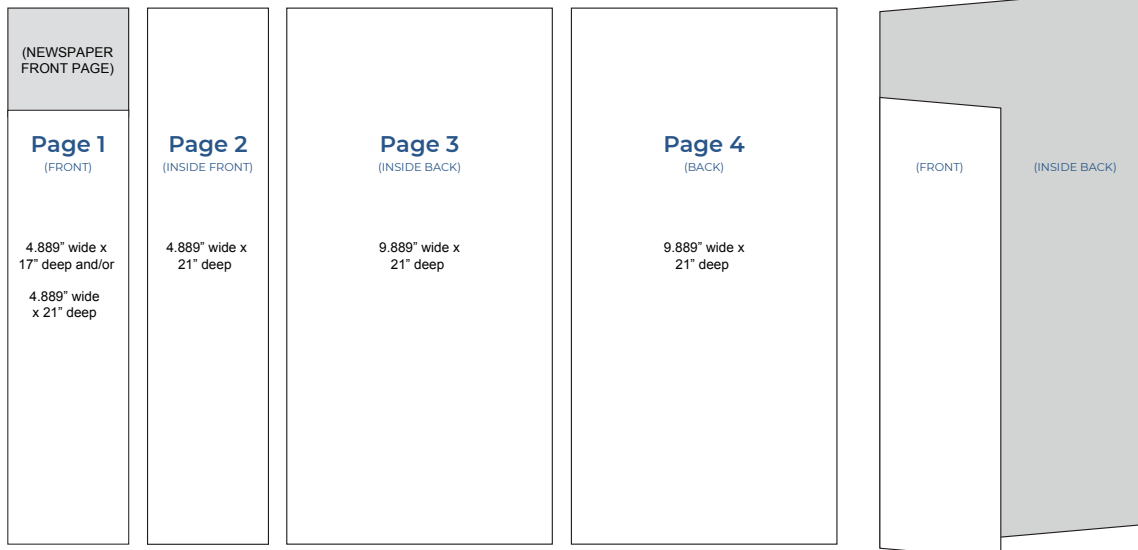 (NEWSPAPER
FRONT PAGE)
Page 1
(FRONT)
4.889” wide x
17” deep and/or
4.889” wide
x 21” deep
Page 2
(INSIDE FRONT)
4.889” wide x
21” deep
Page 3
(INSIDE BACK)
9.889” wide x
21” deep
Page 4
(BACK)
9.889” wide x
21” deep
(FRONT)
(INSIDE BACK)